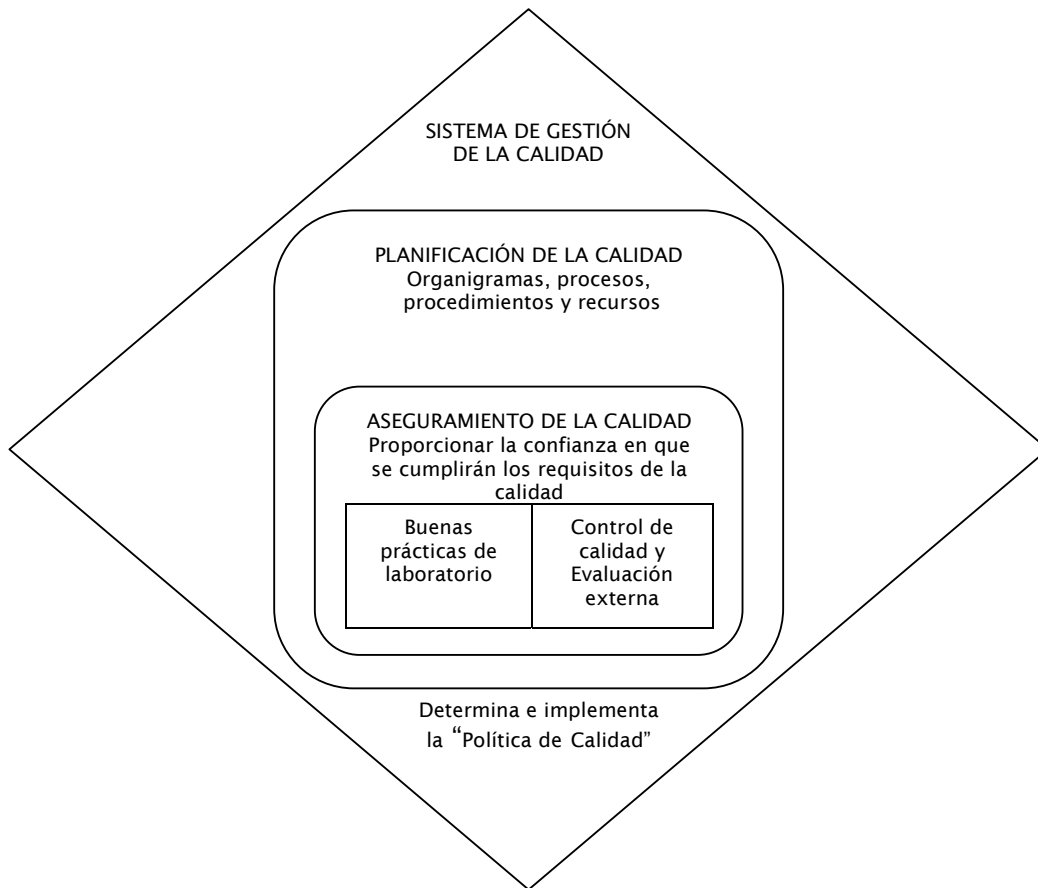 SISTEMA DE GESTIÓN
DE LA CALIDAD
PLANIFICACIÓN DE LA CALIDAD
Organigramas, procesos,
procedimientos y recursos
ASEGURAMIENTO DE LA CALIDAD
Proporcionar la confianza en que
se cumplirán los requisitos de la
calidad
Buenas
prácticas de
laboratorio
Control de
calidad y
Evaluación
externa
Determina e implementa
la “Política de Calidad”